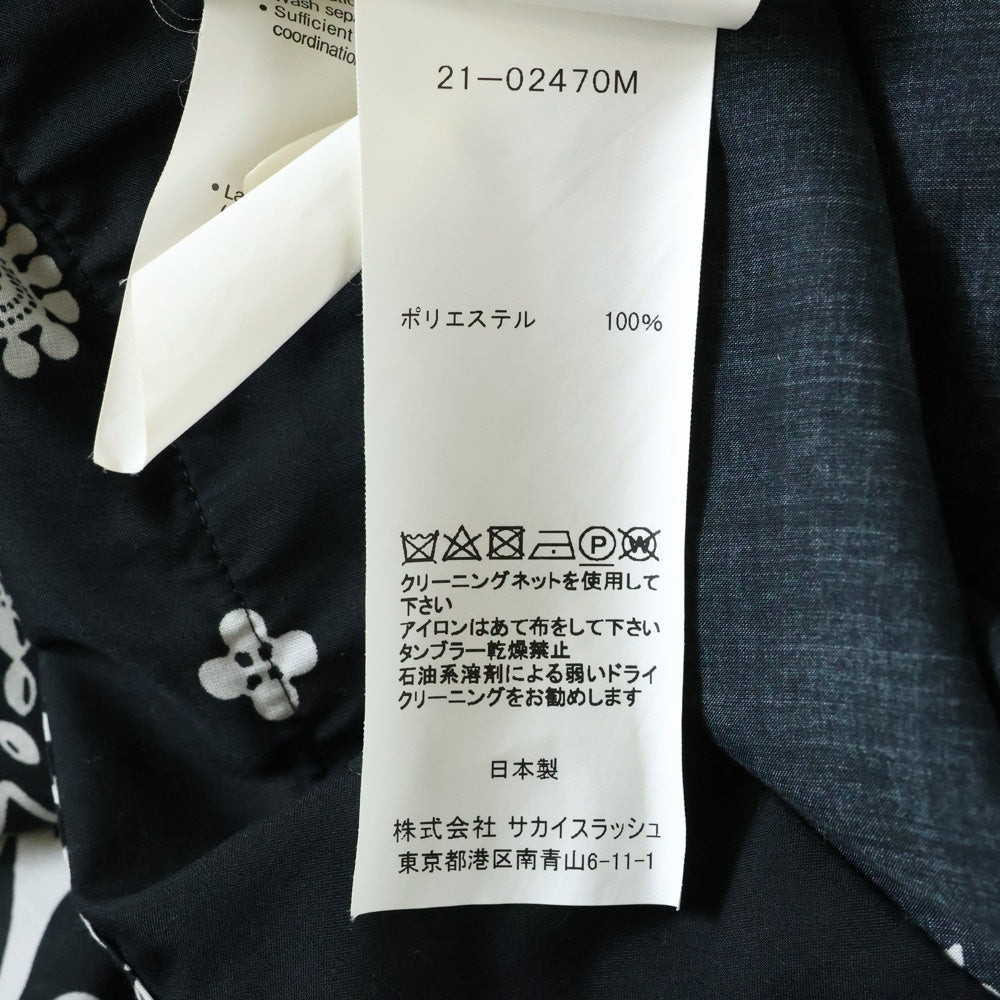 Wash sep
• Sufficient
coordinatio
• La
21-02470M
ポリエステル 100%
P W
クリーニングネットを使用して
下さい
アイロンはあて布をして下さい
タンブラー乾燥禁止
石油系溶剤による弱いドライ
クリーニングをお勧めします
日本製
株式会社 サカイスラッシュ
東京都港区南青山6-11-1